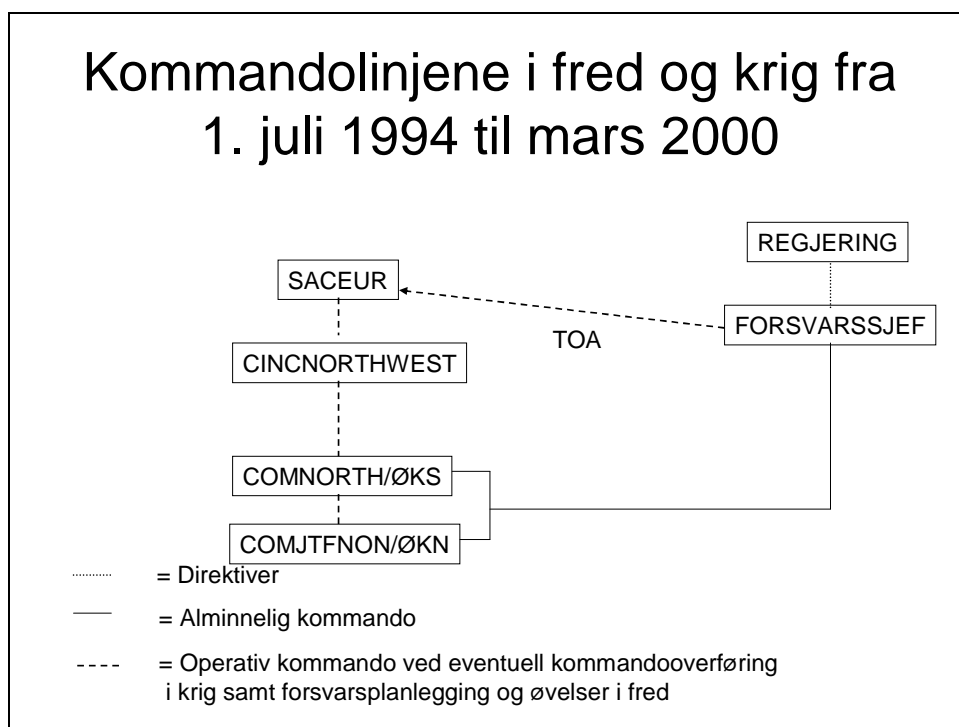 Kommandolinjene i fred og krig fra
1. juli 1994 til mars 2000
REGJERING
SACEUR
FORSVARSSJEF
TOA
CINCNORTHWEST
COMNORTH/ØKS
COMJTFNON/ØKN
= Direktiver
= Alminnelig kommando
= Operativ kommando ved eventuell kommandooverføring
i krig samt forsvarsplanlegging og øvelser i fred